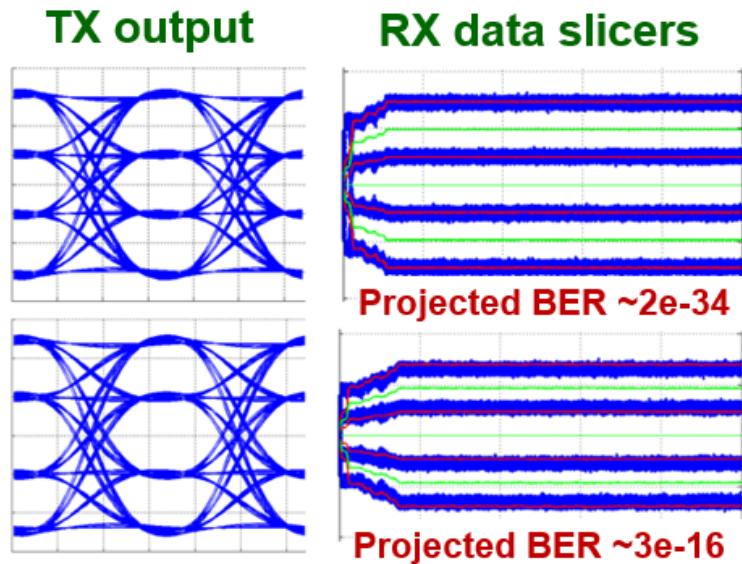 TX output
RX data slicers
Projected BER ~2e-34
Projected BER ~3e-16